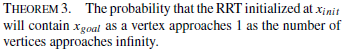 THEOREM 3. The probability that the RRT initialized at x_init
will contain x_goal as a vertex approaches 1 as the number of
vertices approaches infinity.